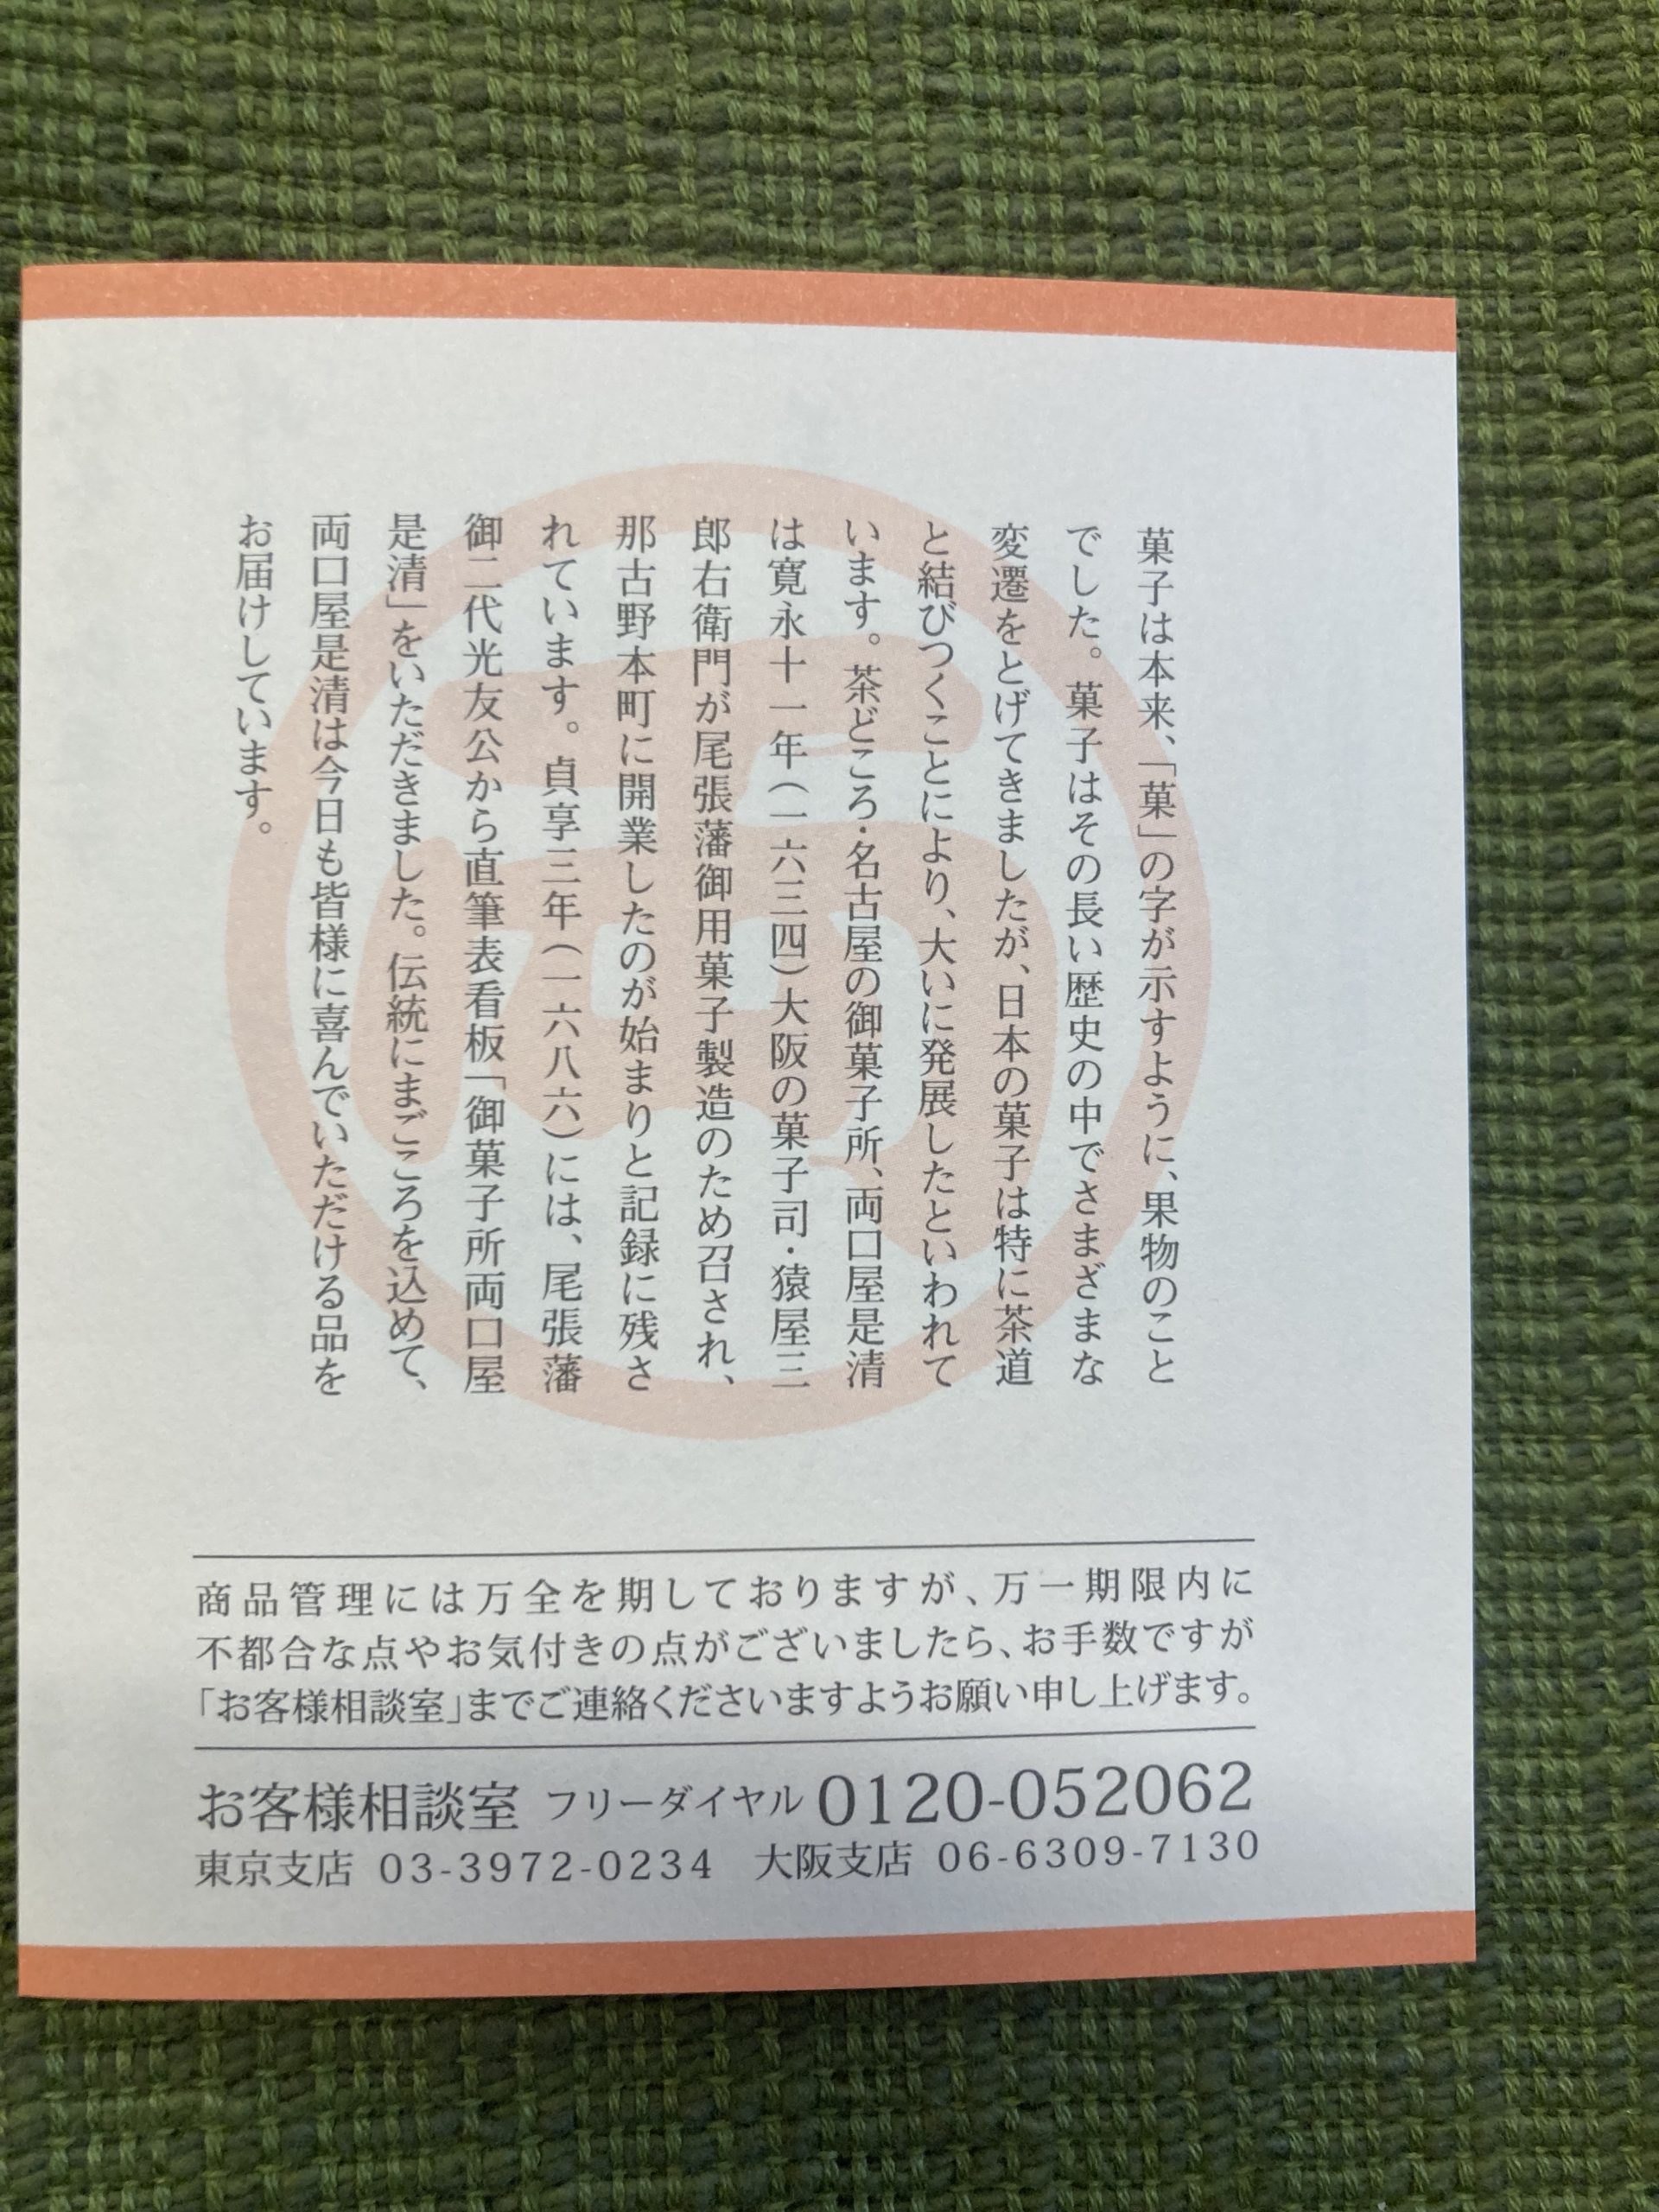 菓子は本来、「菓」の字が示すように、果物のこと
でした。菓子はその長い歴史の中でさまざまな
変遷をとげてきましたが、日本の菓子は特に茶道
と結びつくことにより、大いに発展したといわれて
います。茶どころ・名古屋の御菓子所、両口屋是清
は寛永十一年（一六三四）大阪の菓子司・猿屋三
郎右衛門が尾張藩御用菓子製造のため召され、
那古野本町に開業したのが始まりと記録に残さ
れています。貞享三年（一六八六）には、尾張藩
御二代光友公から直筆表看板「御菓子所両口屋
是清」をいただきました。伝統にまごころを込めて、
両口屋是清は今日も皆様に喜んでいただける品を
お届けしています。
商品管理には万全を期しておりますが、万一期限内に
不都合な点やお気付きの点がございましたら、お手数ですが
「お客様相談室」までご連絡くださいますようお願い申し上げます。
お客様相談室 フリーダイヤル 0120-052062
東京支店 03-3972-0234 大阪支店 06-6309-7130